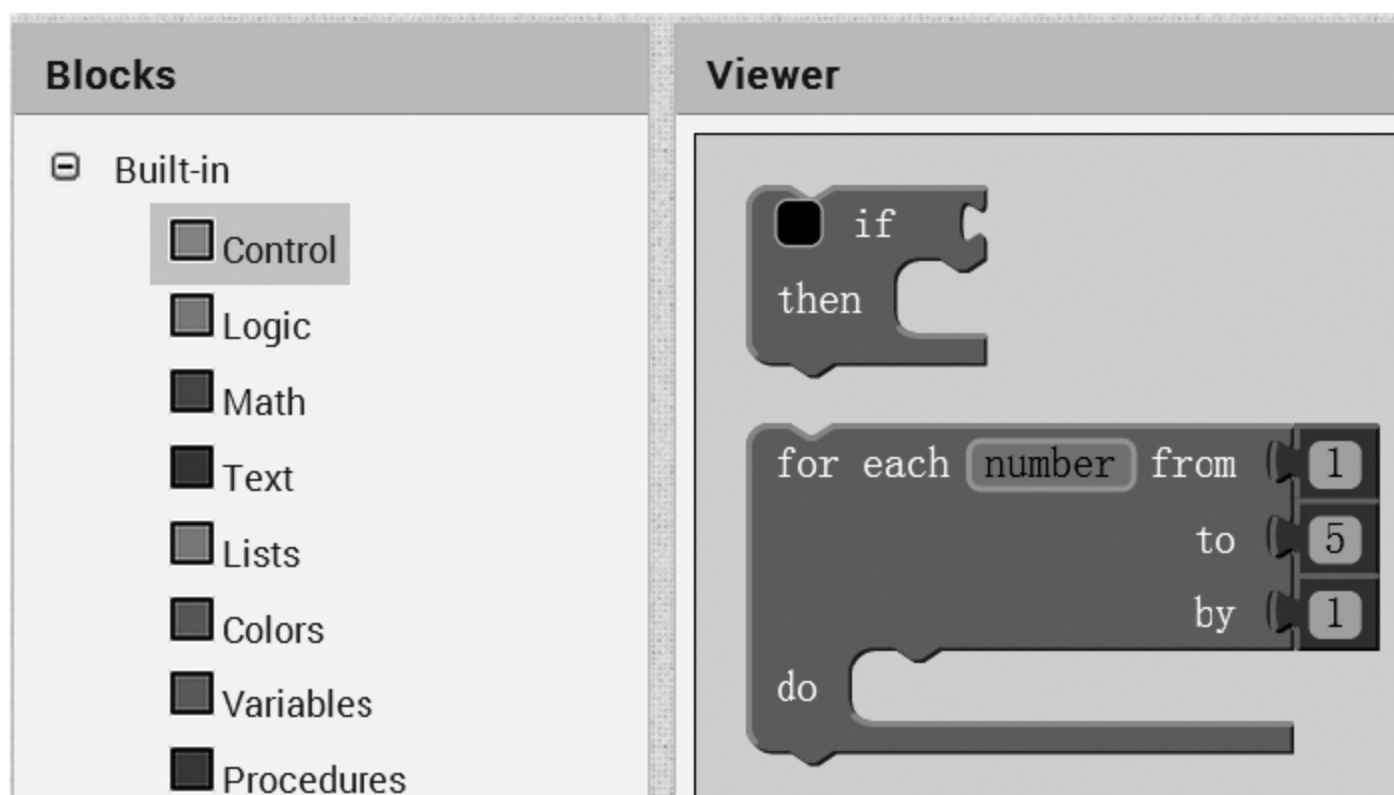 Blocks
Built-in
Control
Logic
Math
Text
Lists
Colors
Variables
Procedures
Viewer
if
then
for each number from 1
to 5
by 1
do